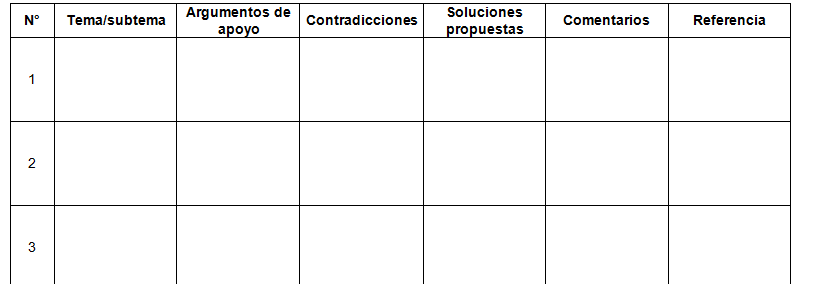 N° Tema/subtema Argumentos de apoyo Contradicciones Soluciones propuestas Comentarios Referencia
1
2
3